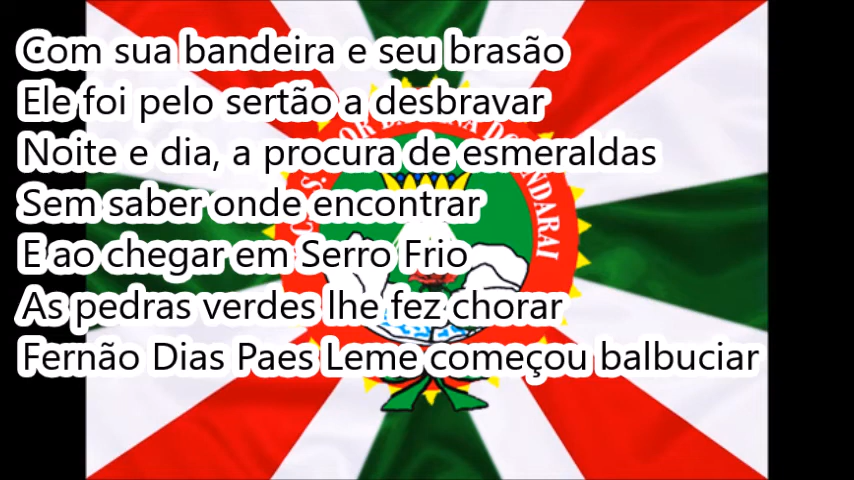 Com sua bandeira e seu brasão
Ele foi pelo sertão a desbravar
Noite e dia, a procura de esmeraldas
Sem saber onde encontrar
E ao chegar em Serro Frio
As pedras verdes lhe fez chorar
Fernão Dias Paes Leme começou balbuciar